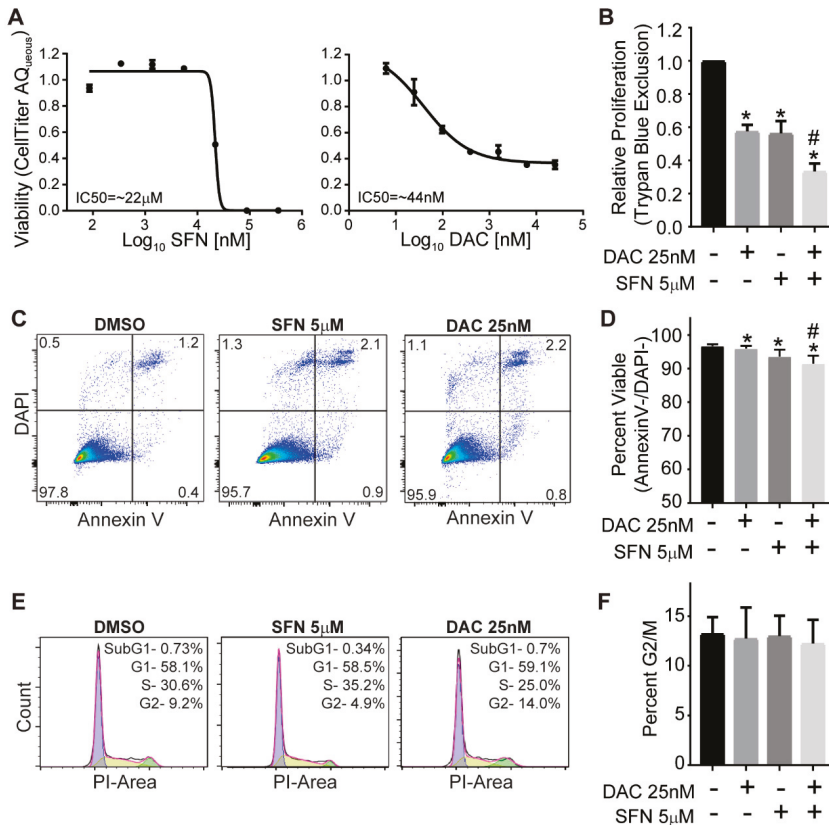 A
Viability (CellTiter AQueous)
1.2
1.0
0.8
0.6
0.4
0.2
0.0
IC50=~22μM
2
3
4
5
6
Log10 SFN [nM]
1.2
1.0
0.8
0.6
0.4
0.2
0.0
IC50=~44nM
0
1
2
3
4
5
Log10 DAC [nM]
B
Relative Proliferation
(Trypan Blue Exclusion)
1.2
1.0
0.8
0.6
0.4
0.2
0.0
*
*
#
*
DAC 25nM - + - +
SFN 5μM - - + +
C
DMSO
SFN 5μM
DAC 25nM
DAPI
0.5
1.2
97.8
0.4
1.3
2.1
95.7
0.9
1.1
2.2
95.9
0.8
Annexin V
Annexin V
Annexin V
D
Percent Viable
(AnnexinV-/DAPI-)
100
90
80
70
60
50
*
*
#
*
DAC 25nM - + - +
SFN 5μM - - + +
E
DMSO
SFN 5μM
DAC 25nM
Count
SubG1- 0.73%
G1- 58.1%
S- 30.6%
G2- 9.2%
SubG1- 0.34%
G1- 58.5%
S- 35.2%
G2- 4.9%
SubG1- 0.7%
G1- 59.1%
S- 25.0%
G2- 14.0%
PI-Area
PI-Area
PI-Area
F
Percent G2/M
15
10
5
0
DAC 25nM - + - +
SFN 5μM - - + +